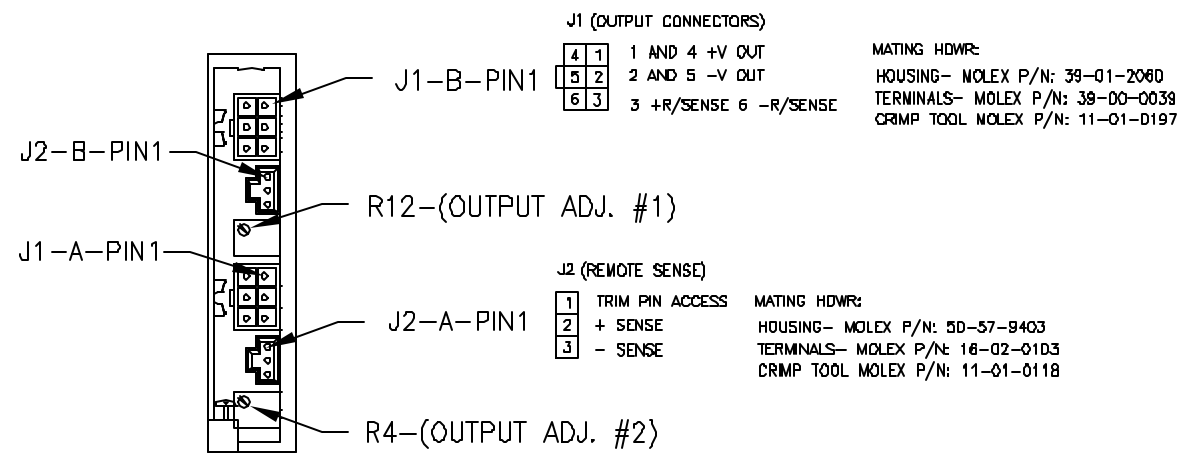 J1 (OUTPUT CONNECTORS)
4 1 1 AND 4 +V OUT
5 2 2 AND 5 -V OUT
6 3 3 +R/SENSE 6 -R/SENSE
MATING HDWR:
HOUSING- MOLEX P/N: 39-01-2060
TERMINALS- MOLEX P/N: 39-00-0039
CRIMP TOOL MOLEX P/N: 11-01-0197
J1-B-PIN1
J2-B-PIN1
R12-(OUTPUT ADJ. #1)
J1-A-PIN1
J2 (REMOTE SENSE)
1 TRIM PIN ACCESS
2 + SENSE
3 - SENSE
MATING HDWR:
HOUSING- MOLEX P/N: 50-57-9403
TERMINALS- MOLEX P/N: 16-02-0103
CRIMP TOOL MOLEX P/N: 11-01-0118
J2-A-PIN1
R4-(OUTPUT ADJ. #2)